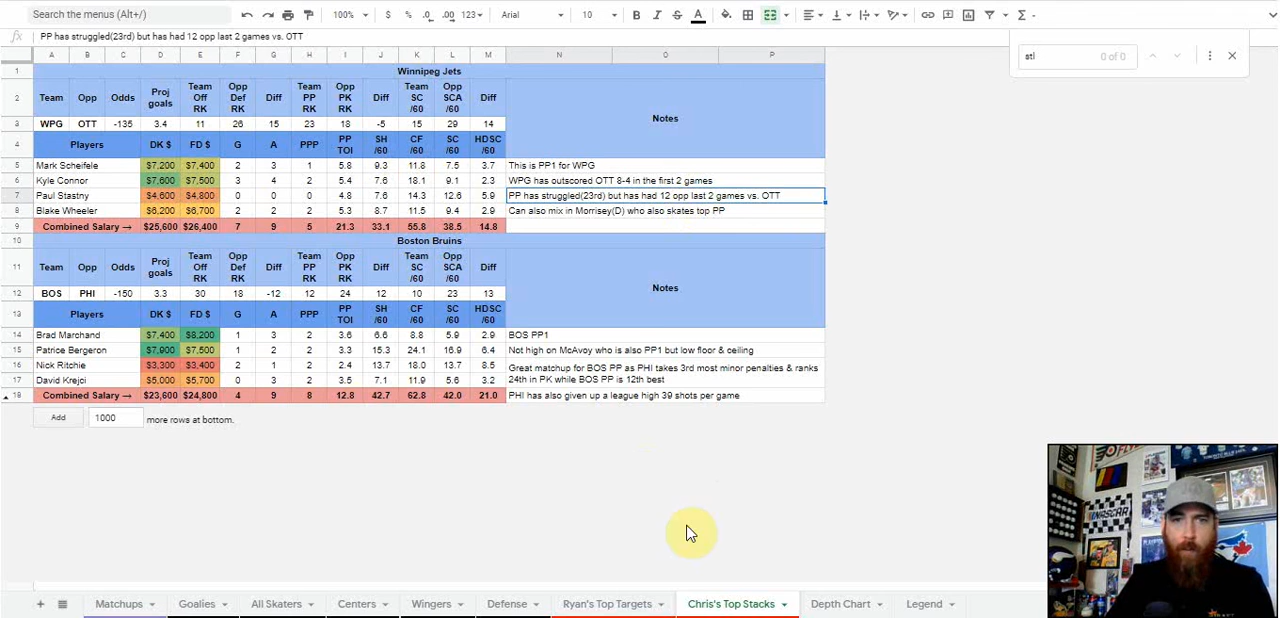 Search the menus (Alt+/) 100% $ % .0 .00 123 Arial 10 B I S A Σ
fx PP has struggled(23rd) but has had 12 opp last 2 games vs. OTT
stl 0 of 0
A B C D E F G H I J K L M N O P
1 Winnipeg Jets
2 Team Opp Odds Proj goals Team Off RK Opp Def RK Diff Team PP RK Opp PK RK Diff Team SC /60 Opp SCA /60 Diff Notes
3 WPG OTT -135 3.4 11 26 15 23 18 -5 15 29 14
4 Players DK $ FD $ G A PPP PP TOI SH /60 CF /60 SC /60 HDSC /60
5 Mark Scheifele $7,200 $7,400 2 3 1 5.8 9.3 11.8 7.5 3.7 This is PP1 for WPG
6 Kyle Connor $7,600 $7,500 3 4 2 5.4 7.6 18.1 9.1 2.3 WPG has outscored OTT 8-4 in the first 2 games
7 Paul Stastny $4,600 $4,800 0 0 0 4.8 7.6 14.3 12.6 5.9 PP has struggled(23rd) but has had 12 opp last 2 games vs. OTT
8 Blake Wheeler $6,200 $6,700 2 2 2 5.3 8.7 11.5 9.4 2.9 Can also mix in Morrisey(D) who also skates top PP
9 Combined Salary → $25,600 $26,400 7 9 5 21.3 33.1 55.8 38.5 14.8
10 Boston Bruins
11 Team Opp Odds Proj goals Team Off RK Opp Def RK Diff Team PP RK Opp PK RK Diff Team SC /60 Opp SCA /60 Diff Notes
12 BOS PHI -150 3.3 30 18 -12 12 24 12 10 23 13
13 Players DK $ FD $ G A PPP PP TOI SH /60 CF /60 SC /60 HDSC /60
14 Brad Marchand $7,400 $8,200 1 3 2 3.6 6.6 8.8 5.9 2.9 BOS PP1
15 Patrice Bergeron $7,900 $7,500 1 2 2 3.3 15.3 24.1 16.9 6.4 Not high on McAvoy who is also PP1 but low floor & ceiling
16 Nick Ritchie $3,300 $3,400 2 1 2 2.4 13.7 18.0 13.7 8.5 Great matchup for BOS PP as PHI takes 3rd most minor penalties & ranks
17 David Krejci $5,000 $5,700 0 3 2 3.5 7.1 11.9 5.6 3.2 24th in PK while BOS PP is 12th best
18 Combined Salary → $23,600 $24,800 4 9 8 12.8 42.7 62.8 42.0 21.0 PHI has also given up a league high 39 shots per game
Add 1000 more rows at bottom.
NASCAR
+ Matchups Goalies All Skaters Centers Wingers Defense Ryan's Top Targets Chris's Top Stacks Depth Chart Legend